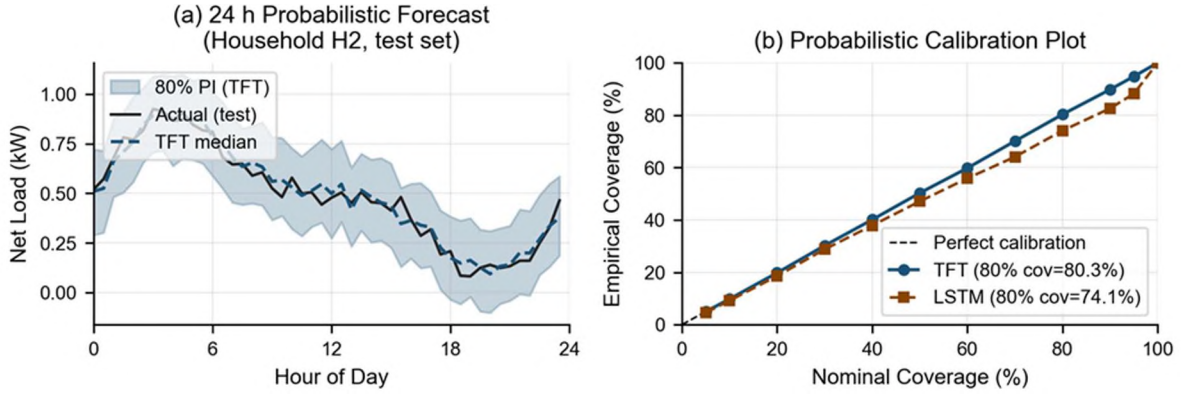 (a) 24 h Probabilistic Forecast
(Household H2, test set)
Net Load (kW)
1.00
0.75
0.50
0.25
0.00
80% PI (TFT)
Actual (test)
TFT median
0 6 12 18 24
Hour of Day
(b) Probabilistic Calibration Plot
Empirical Coverage (%)
100
80
60
40
20
0
Perfect calibration
TFT (80% cov=80.3%)
LSTM (80% cov=74.1%)
0 20 40 60 80 100
Nominal Coverage (%)